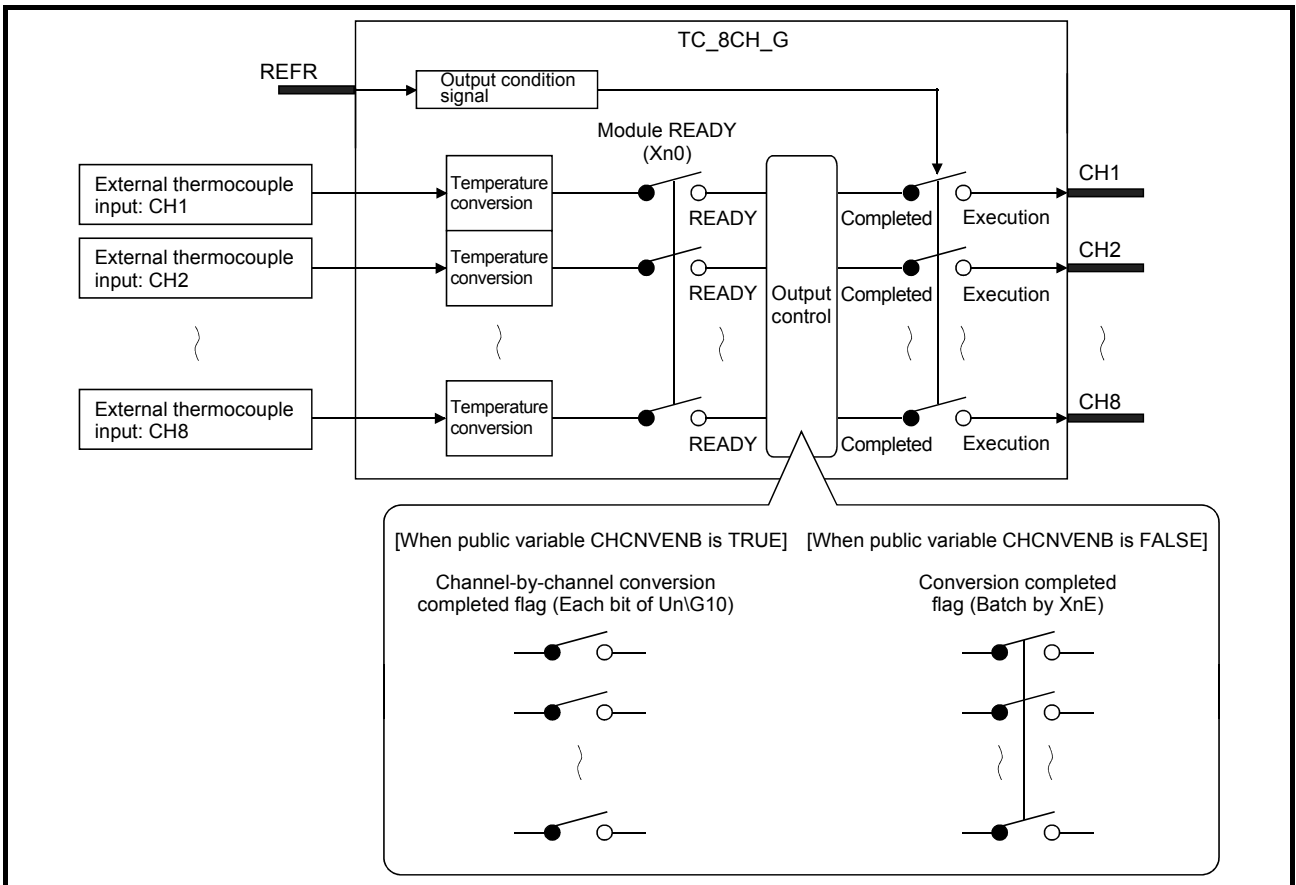 TC_8CH_G
REFR
Output condition
signal
Module READY
(Xn0)
External thermocouple
input: CH1
Temperature
conversion
READY
Completed
Execution
CH1
External thermocouple
input: CH2
Temperature
conversion
READY
Output
control
Completed
Execution
CH2
External thermocouple
input: CH8
Temperature
conversion
READY
Completed
Execution
CH8
[When public variable CHCNVENB is TRUE]
[When public variable CHCNVENB is FALSE]
Channel-by-channel conversion
completed flag (Each bit of Un\G10)
Conversion completed
flag (Batch by XnE)